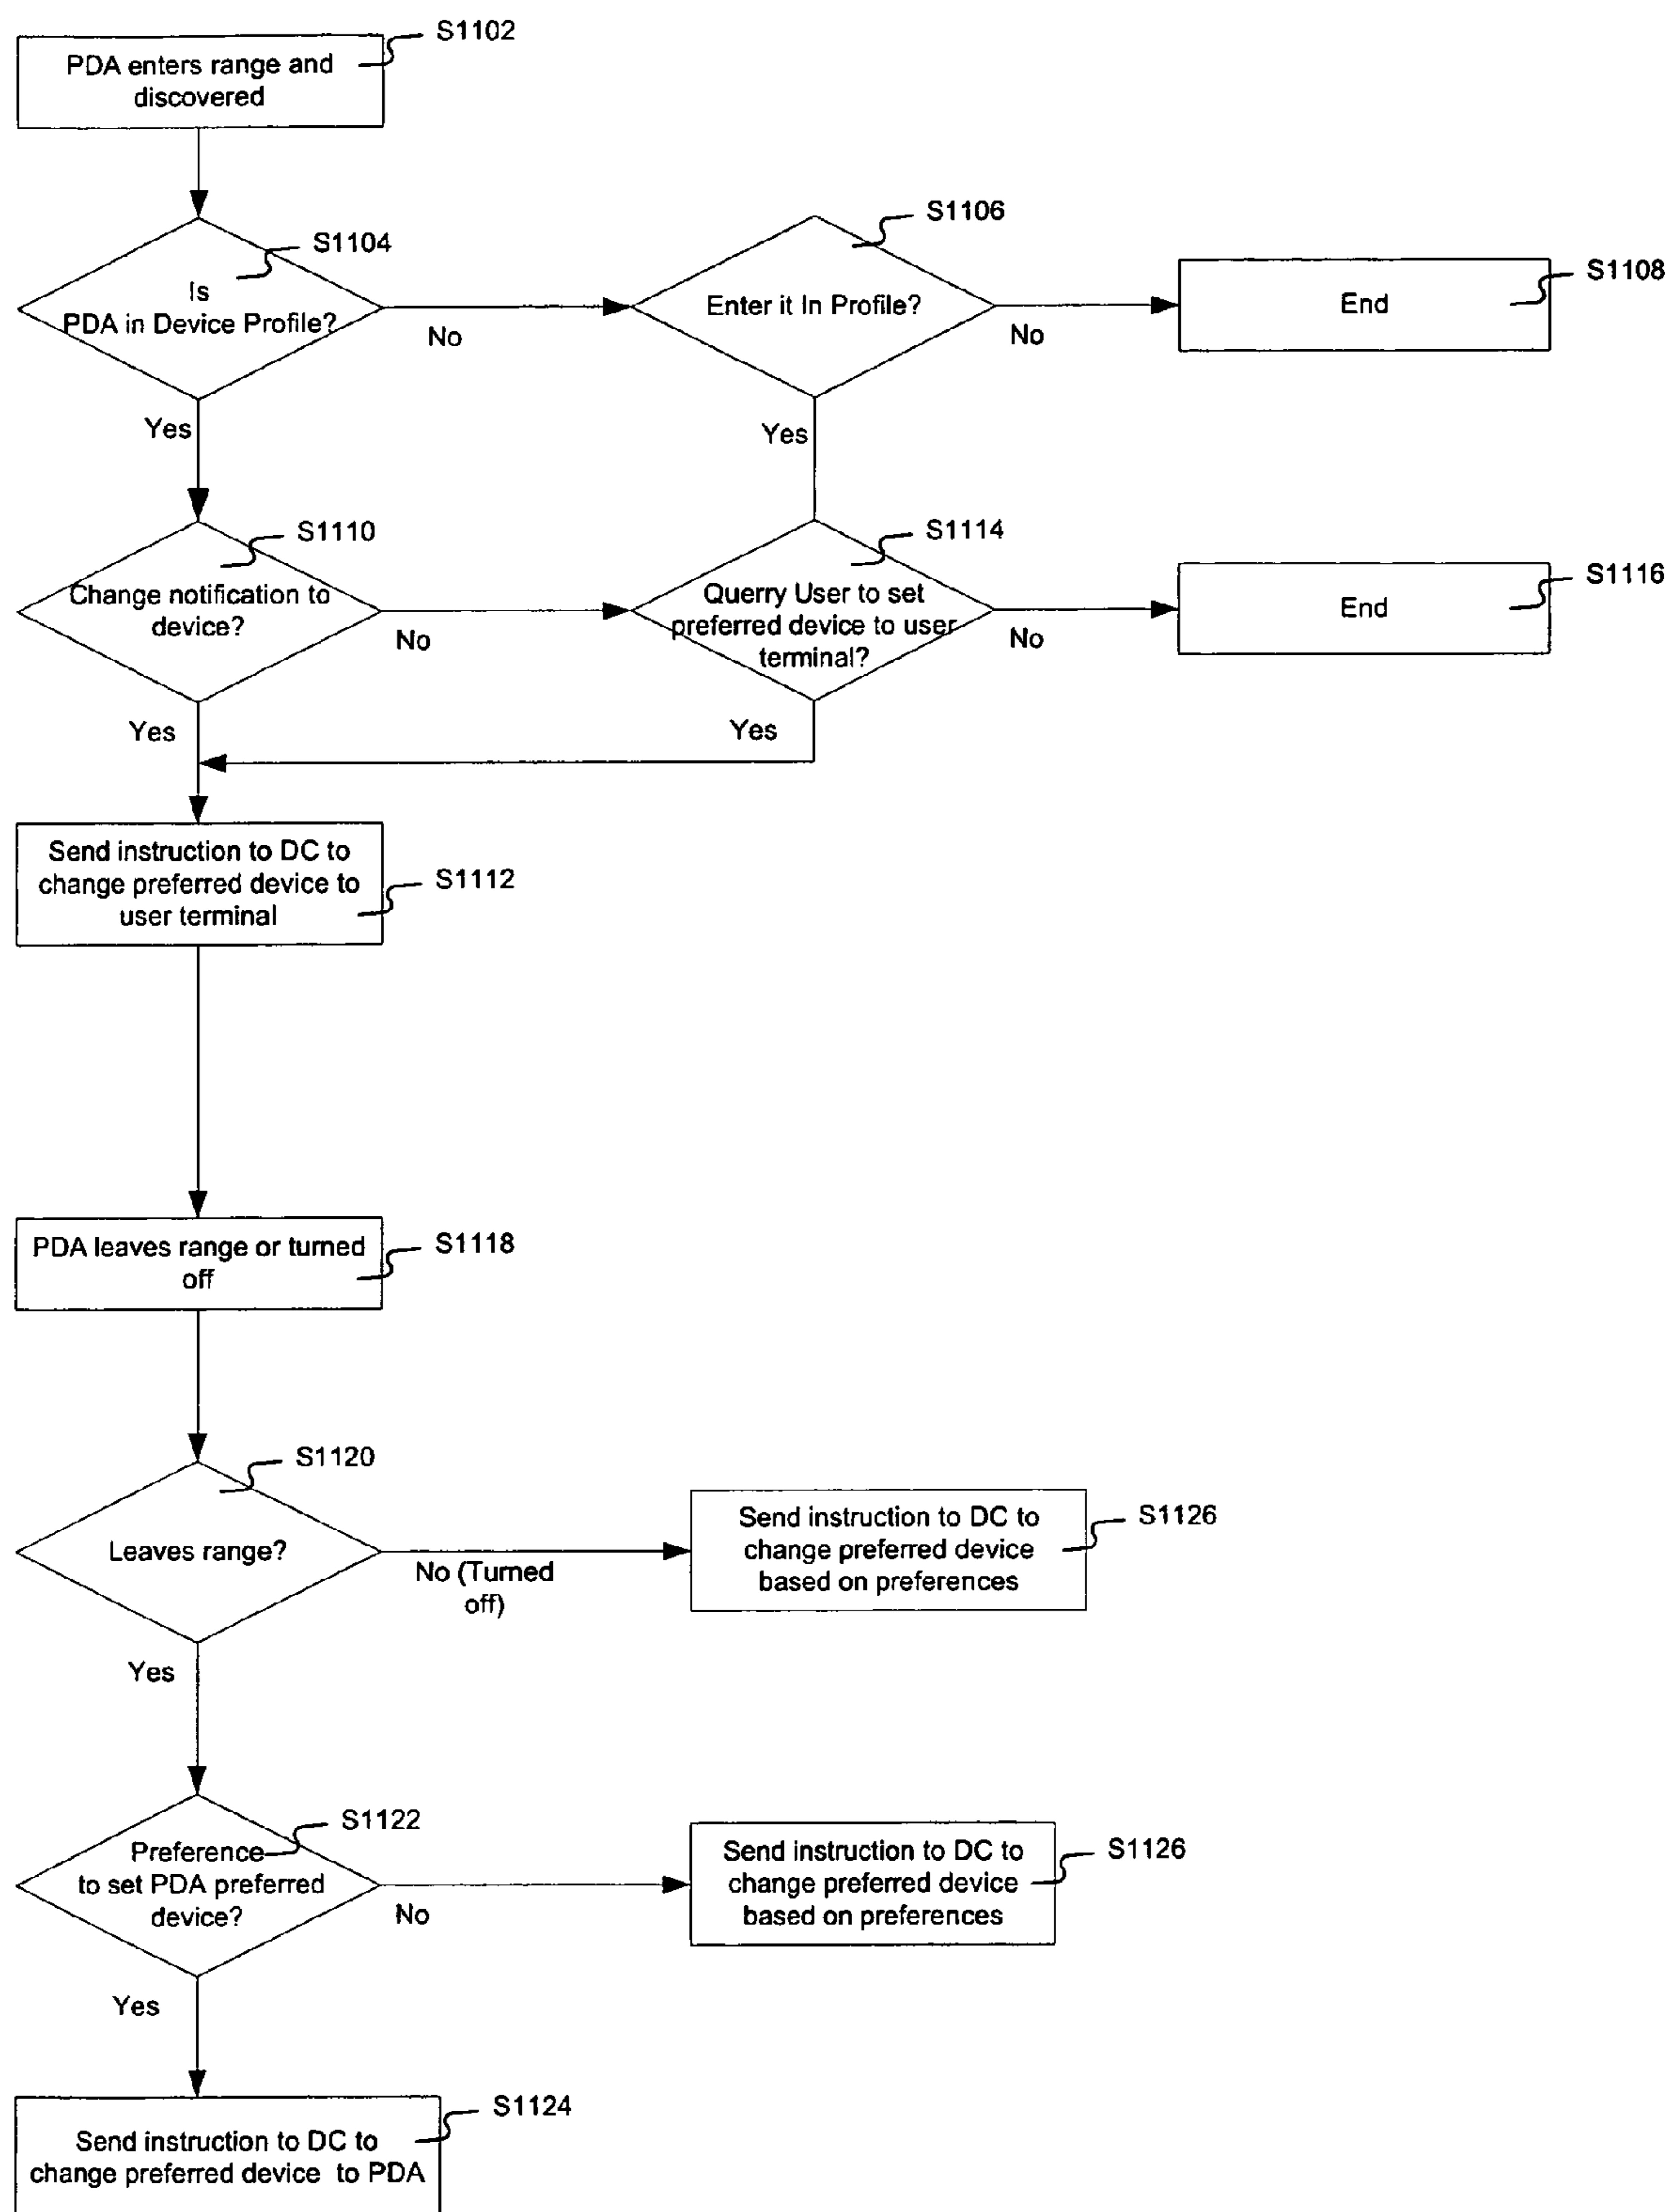 S1102
PDA enters range and
discovered
S1104
Is
PDA in Device Profile?
No
S1106
Enter it In Profile?
No
S1108
End
Yes
Yes
S1110
Change notification to
device?
No
S1114
Querry User to set
preferred device to user
terminal?
No
S1116
End
Yes
Yes
Send instruction to DC to
change preferred device to
user terminal
S1112
PDA leaves range or turned
off
S1118
S1120
Leaves range?
No (Turned
off)
Send instruction to DC to
change preferred device
based on preferences
S1126
Yes
S1122
Preference
to set PDA preferred
device?
No
Send instruction to DC to
change preferred device
based on preferences
S1126
Yes
S1124
Send instruction to DC to
change preferred device to PDA